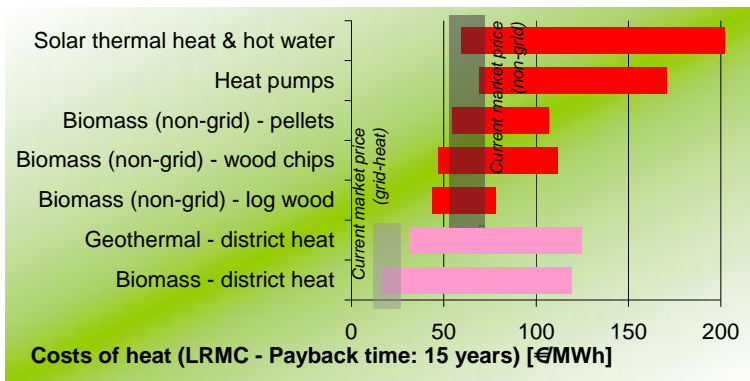 Solar thermal heat & hot water
Heat pumps
Biomass (non-grid) - pellets
Biomass (non-grid) - wood chips
Biomass (non-grid) - log wood
Geothermal - district heat
Biomass - district heat
Current market price
(non-grid)
Current market price
(grid-heat)
0 50 100 150 200
Costs of heat (LRMC - Payback time: 15 years) [€/MWh]